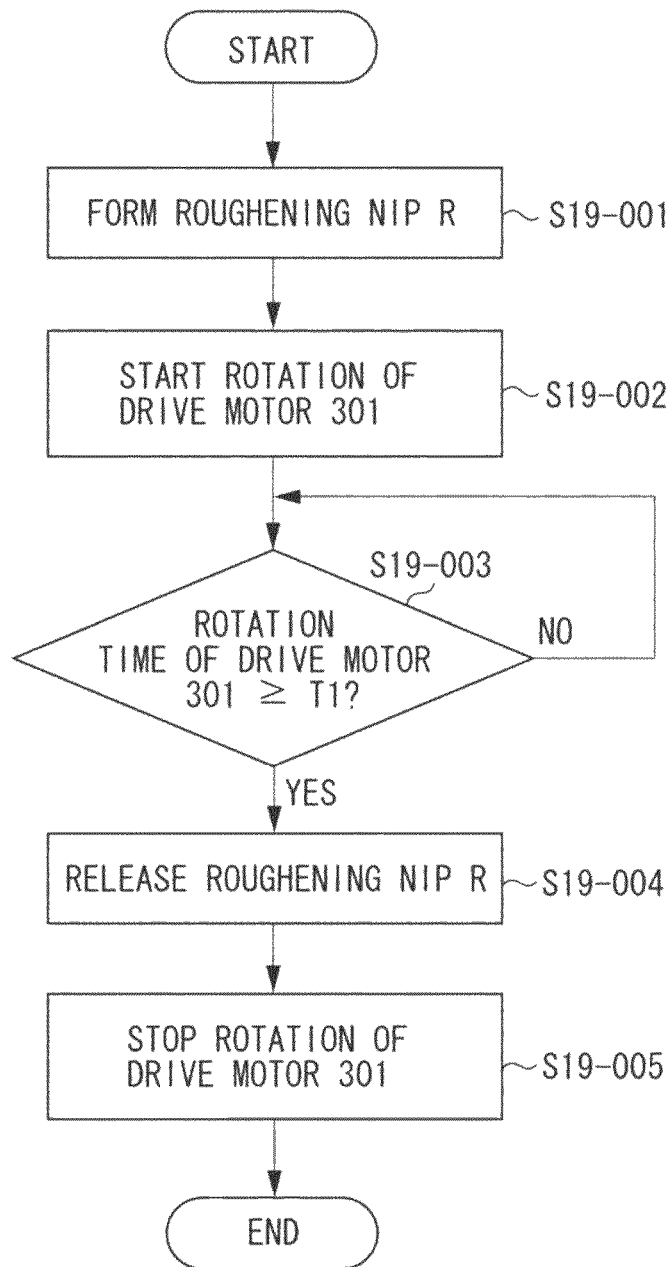 START
FORM ROUGHENING NIP R
S19-001
START ROTATION OF
DRIVE MOTOR 301
S19-002
S19-003
ROTATION
TIME OF DRIVE MOTOR
301 ≧ T1?
NO
YES
RELEASE ROUGHENING NIP R
S19-004
STOP ROTATION OF
DRIVE MOTOR 301
S19-005
END